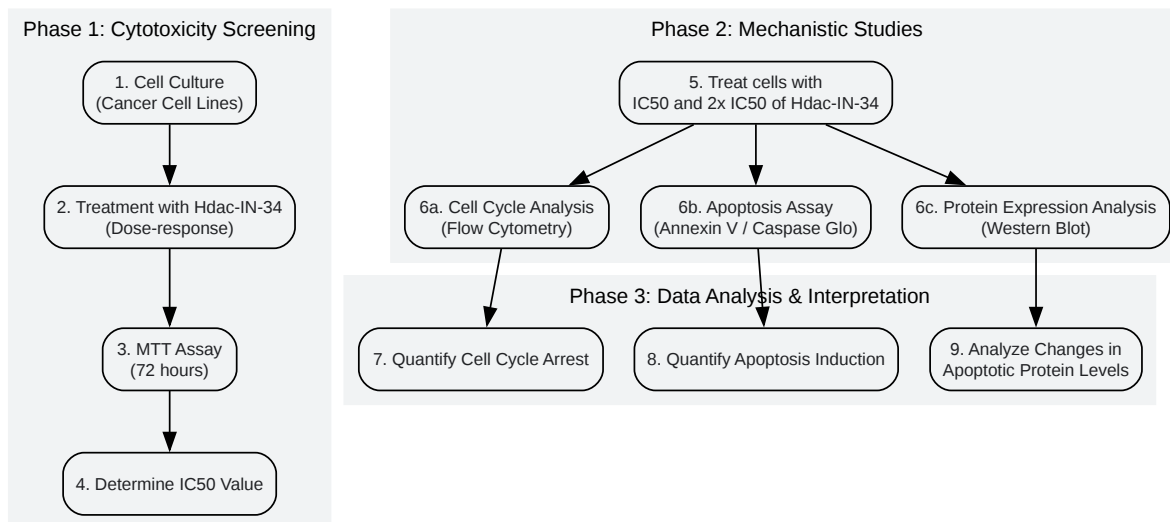 Phase 1: Cytotoxicity Screening
1. Cell Culture
(Cancer Cell Lines)
2. Treatment with Hdac-IN-34
(Dose-response)
3. MTT Assay
(72 hours)
4. Determine IC50 Value
Phase 2: Mechanistic Studies
5. Treat cells with
IC50 and 2x IC50 of Hdac-IN-34
6a. Cell Cycle Analysis
(Flow Cytometry)
6b. Apoptosis Assay
(Annexin V / Caspase Glo)
6c. Protein Expression Analysis
(Western Blot)
Phase 3: Data Analysis & Interpretation
7. Quantify Cell Cycle Arrest
8. Quantify Apoptosis Induction
9. Analyze Changes in
Apoptotic Protein Levels